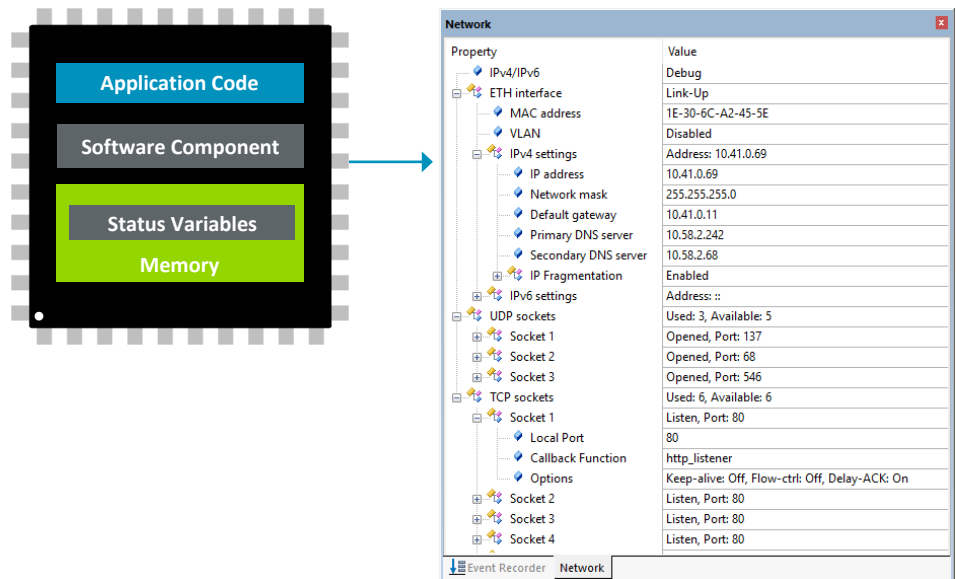 Application Code
Software Component
Status Variables
Memory
Network
Property Value
IPv4/IPv6 Debug
ETH interface Link-Up
MAC address 1E-30-6C-A2-45-5E
VLAN Disabled
IPv4 settings Address: 10.41.0.69
IP address 10.41.0.69
Network mask 255.255.255.0
Default gateway 10.41.0.11
Primary DNS server 10.58.2.242
Secondary DNS server 10.58.2.68
IP Fragmentation Enabled
IPv6 settings Address: ::
UDP sockets Used: 3, Available: 5
Socket 1 Opened, Port: 137
Socket 2 Opened, Port: 68
Socket 3 Opened, Port: 546
TCP sockets Used: 6, Available: 6
Socket 1 Listen, Port: 80
Local Port 80
Callback Function http_listener
Options Keep-alive: Off, Flow-ctrl: Off, Delay-ACK: On
Socket 2 Listen, Port: 80
Socket 3 Listen, Port: 80
Socket 4 Listen, Port: 80
Event Recorder Network